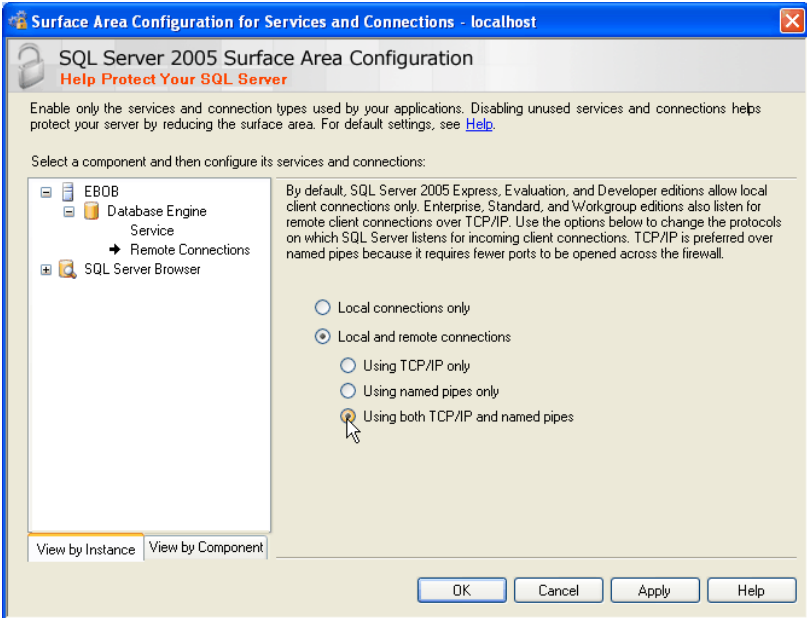 Surface Area Configuration for Services and Connections - localhost
SQL Server 2005 Surface Area Configuration
Help Protect Your SQL Server
Enable only the services and connection types used by your applications. Disabling unused services and connections helps
protect your server by reducing the surface area. For default settings, see Help.
Select a component and then configure its services and connections:
EBOB
Database Engine
Service
Remote Connections
SQL Server Browser
By default, SQL Server 2005 Express, Evaluation, and Developer editions allow local
client connections only. Enterprise, Standard, and Workgroup editions also listen for
remote client connections over TCP/IP. Use the options below to change the protocols
on which SQL Server listens for incoming client connections. TCP/IP is preferred over
named pipes because it requires fewer ports to be opened across the firewall.
Local connections only
Local and remote connections
Using TCP/IP only
Using named pipes only
Using both TCP/IP and named pipes
View by Instance View by Component
OK Cancel Apply Help